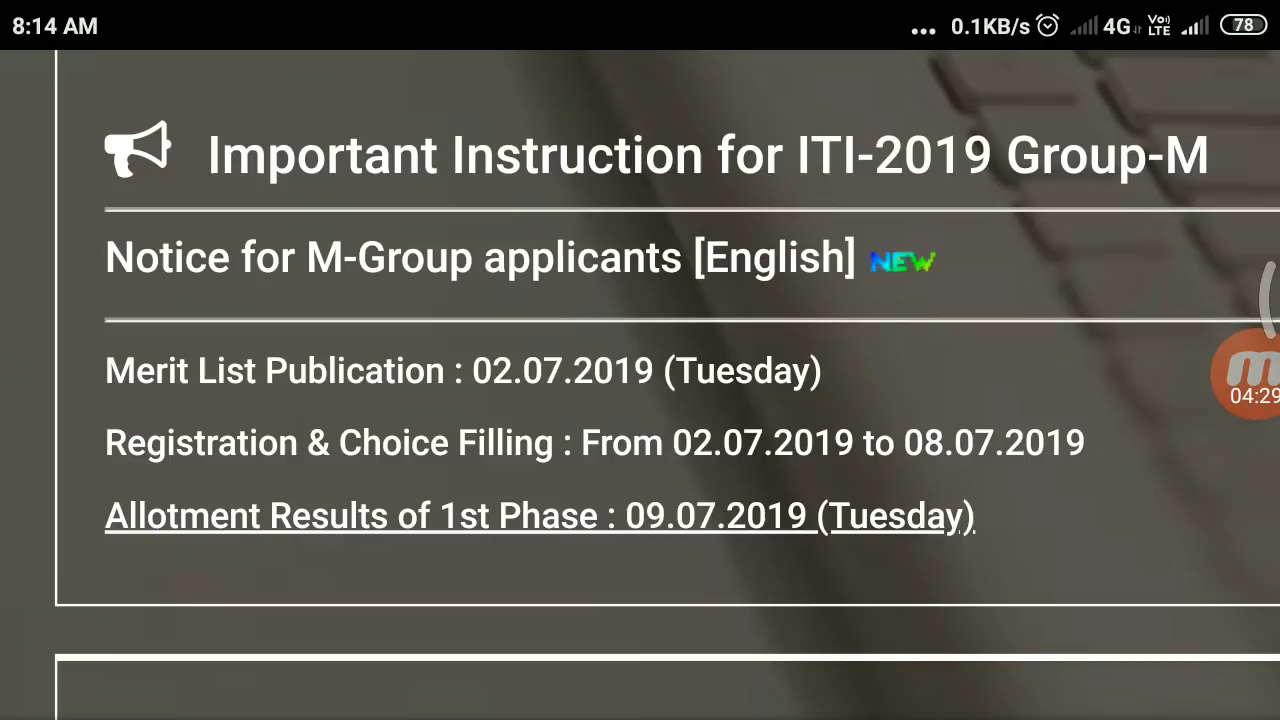 8:14 AM
... 0.1KB/s 4G Vo) LTE 78
Important Instruction for ITI-2019 Group-M
Notice for M-Group applicants [English] NEW
Merit List Publication : 02.07.2019 (Tuesday)
04:29
Registration & Choice Filling : From 02.07.2019 to 08.07.2019
Allotment Results of 1st Phase : 09.07.2019 (Tuesday)